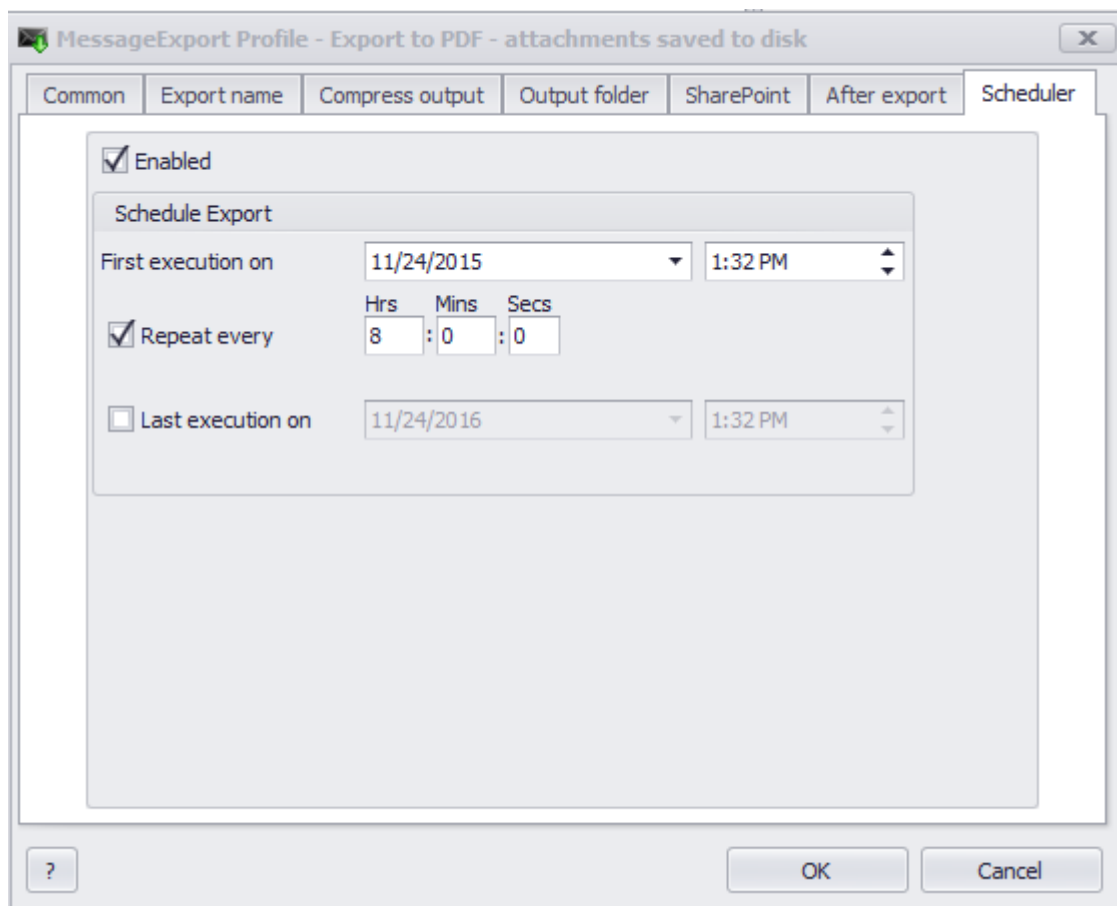 MessageExport Profile - Export to PDF - attachments saved to disk
Common Export name Compress output Output folder SharePoint After export Scheduler
Enabled
Schedule Export
First execution on 11/24/2015 1:32 PM
Hrs Mins Secs
Repeat every 8 : 0 : 0
Last execution on 11/24/2016 1:32 PM
? OK Cancel